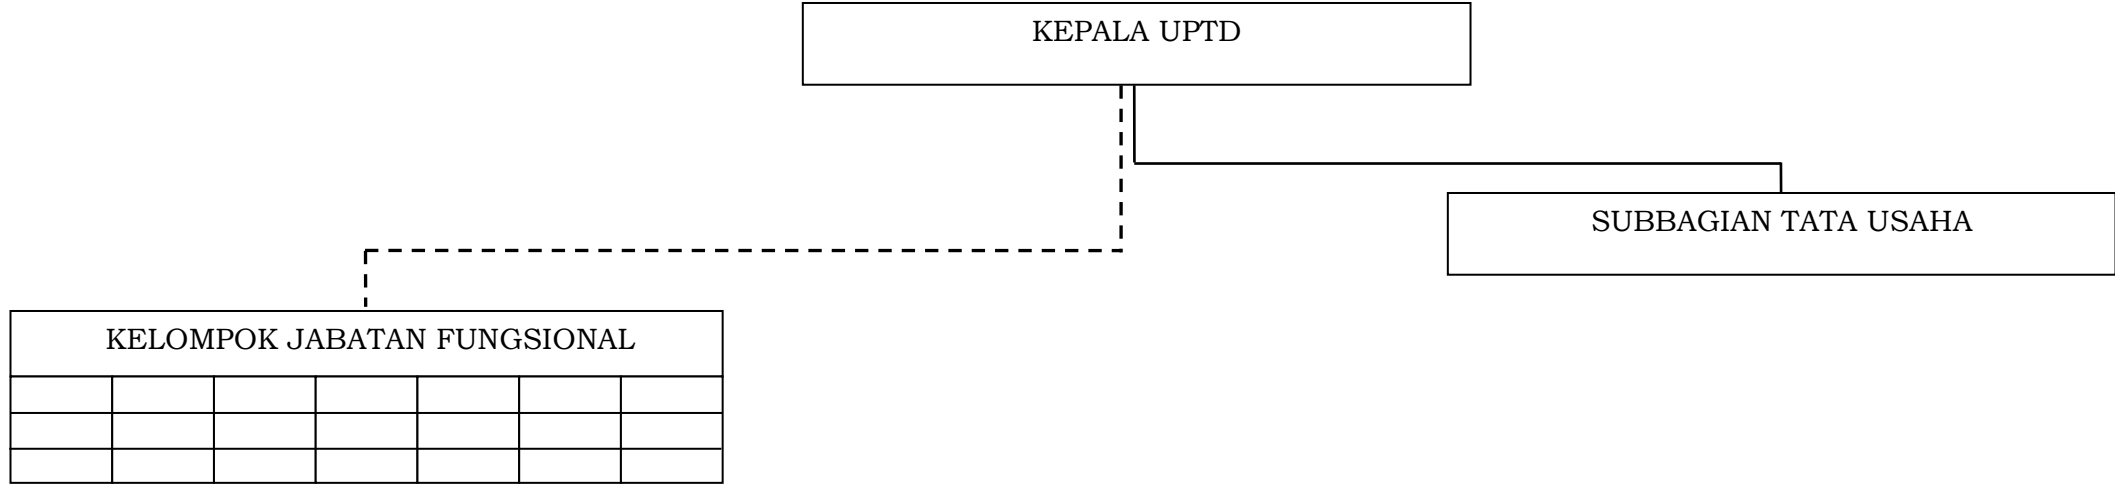 KEPALA UPTD
SUBBAGIAN TATA USAHA
KELOMPOK JABATAN FUNGSIONAL